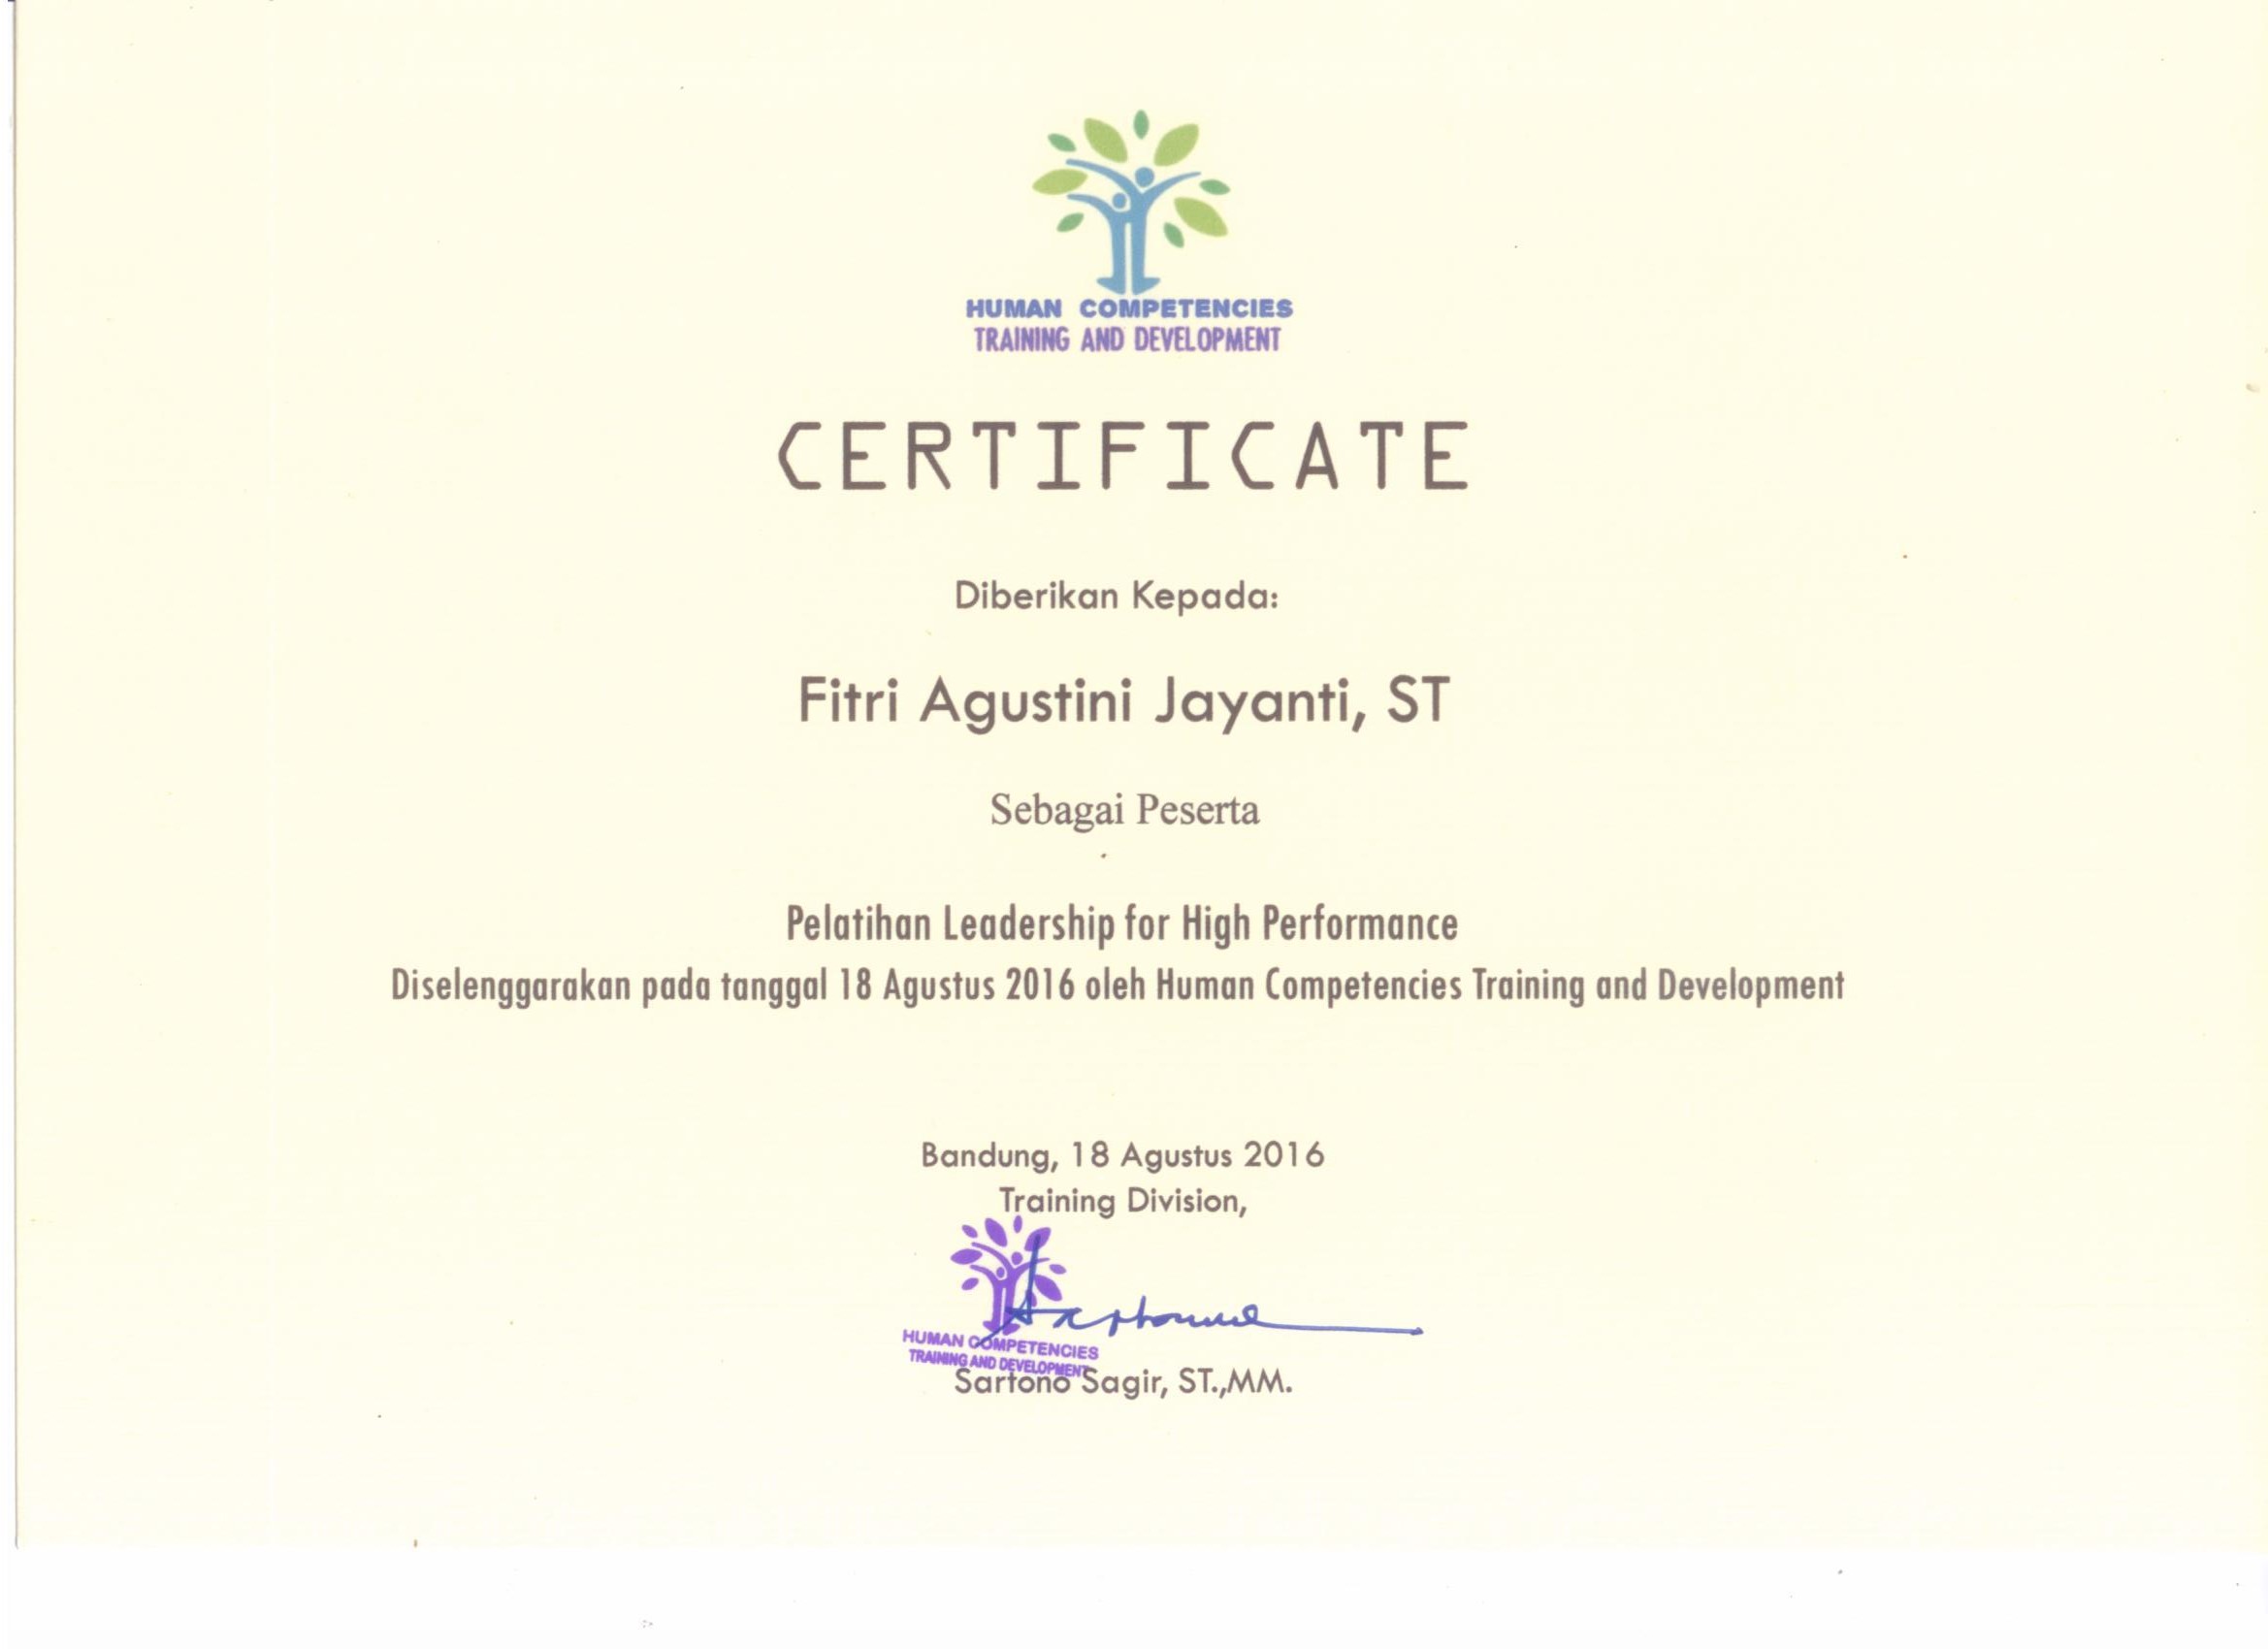 HUMAN COMPETENCIES
TRAINING AND DEVELOPMENT
CERTIFICATE
Diberikan Kepada:
Fitri Agustini Jayanti, ST
Sebagai Peserta
Pelatihan Leadership for High Performance
Diselenggarakan pada tanggal 18 Agustus 2016 oleh Human Competencies Training and Development
Bandung, 18 Agustus 2016
Training Division,
HUMAN COMPETENCIES
TRAINING AND DEVELOPMENT
Sartono Sagir, ST.,MM.